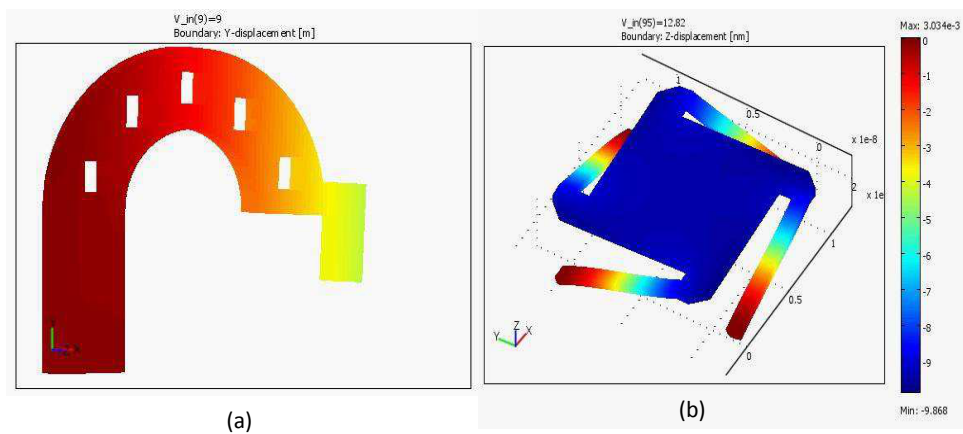 V_in(9)=9
Boundary: Y-displacement [m]
V_in(95)=12.82
Boundary: Z-displacement [nm]
Max: 3.034e-3
0
-1
-2
-3
-4
-5
-6
-7
-8
-9
Min: -9.868
1
0.5
0
x 10^-8
2
x 1e
1
0.5
0
Z
Y
X
(a)
(b)